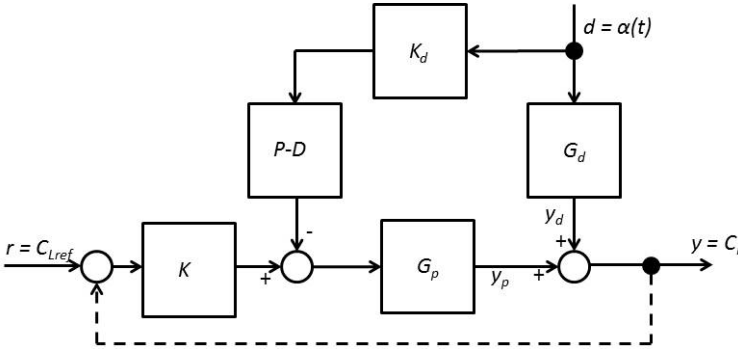 d = α(t)
K_d
P-D
G_d
y_d
-
+
r = C_Lref
K
+
G_p
y_p
+
y = C